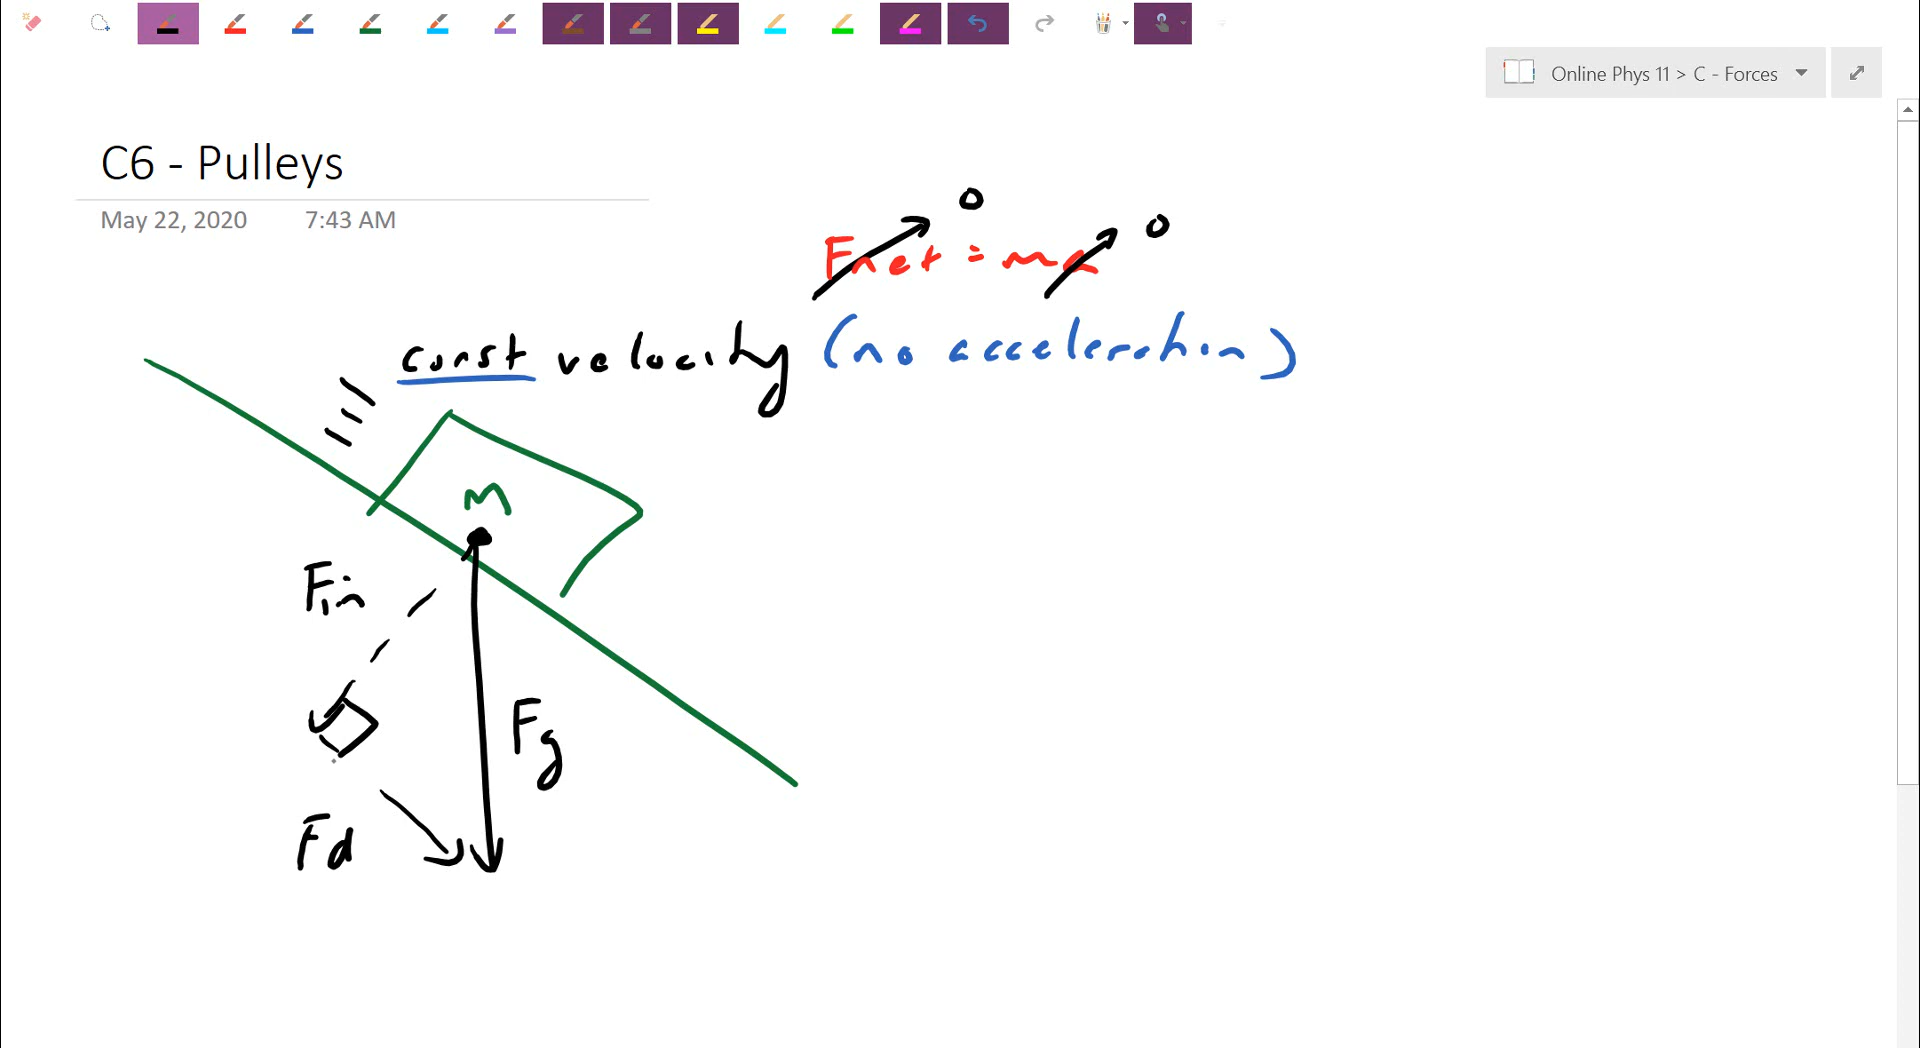 Online Phys 11 > C - Forces
C6 - Pulleys
May 22, 2020 7:43 AM
0 0
Fnet = ma
const velocity (no acceleration)
m
Fin
Fg
Fd